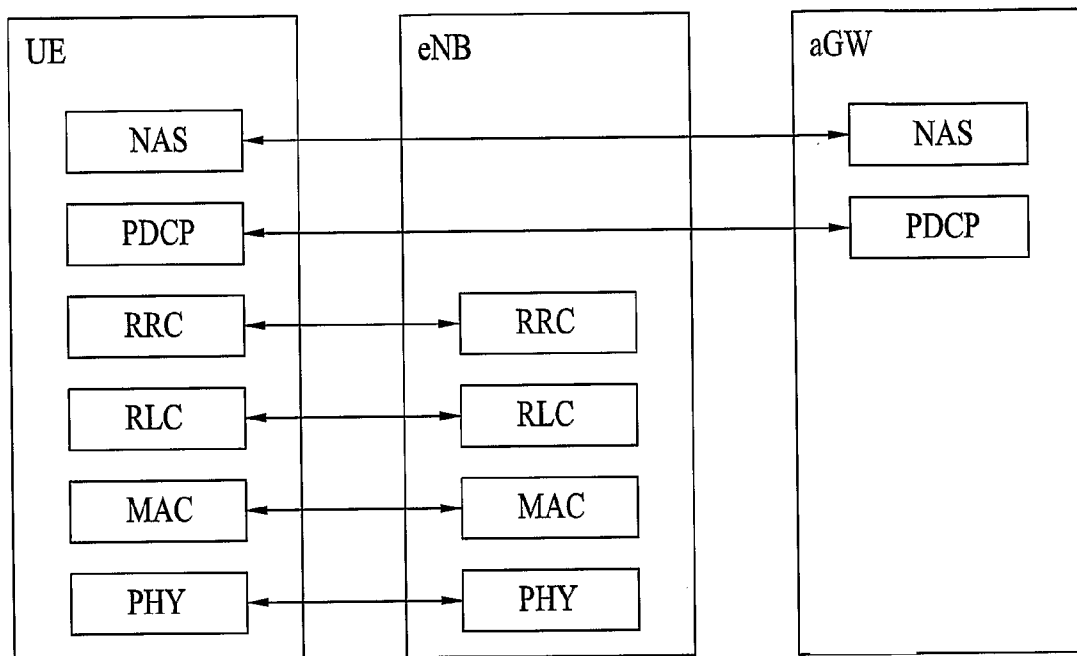 UE
eNB
aGW
NAS
NAS
PDCP
PDCP
RRC
RRC
RLC
RLC
MAC
MAC
PHY
PHY